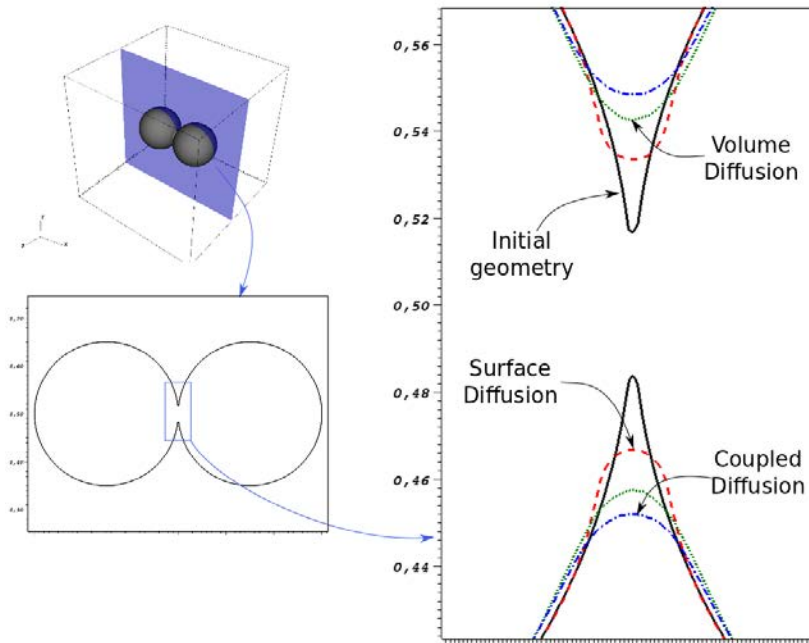 0,56
0,54
Volume
Diffusion
0,52
Initial
geometry
0,50
Surface
Diffusion
0,48
0,46
Coupled
Diffusion
0,44